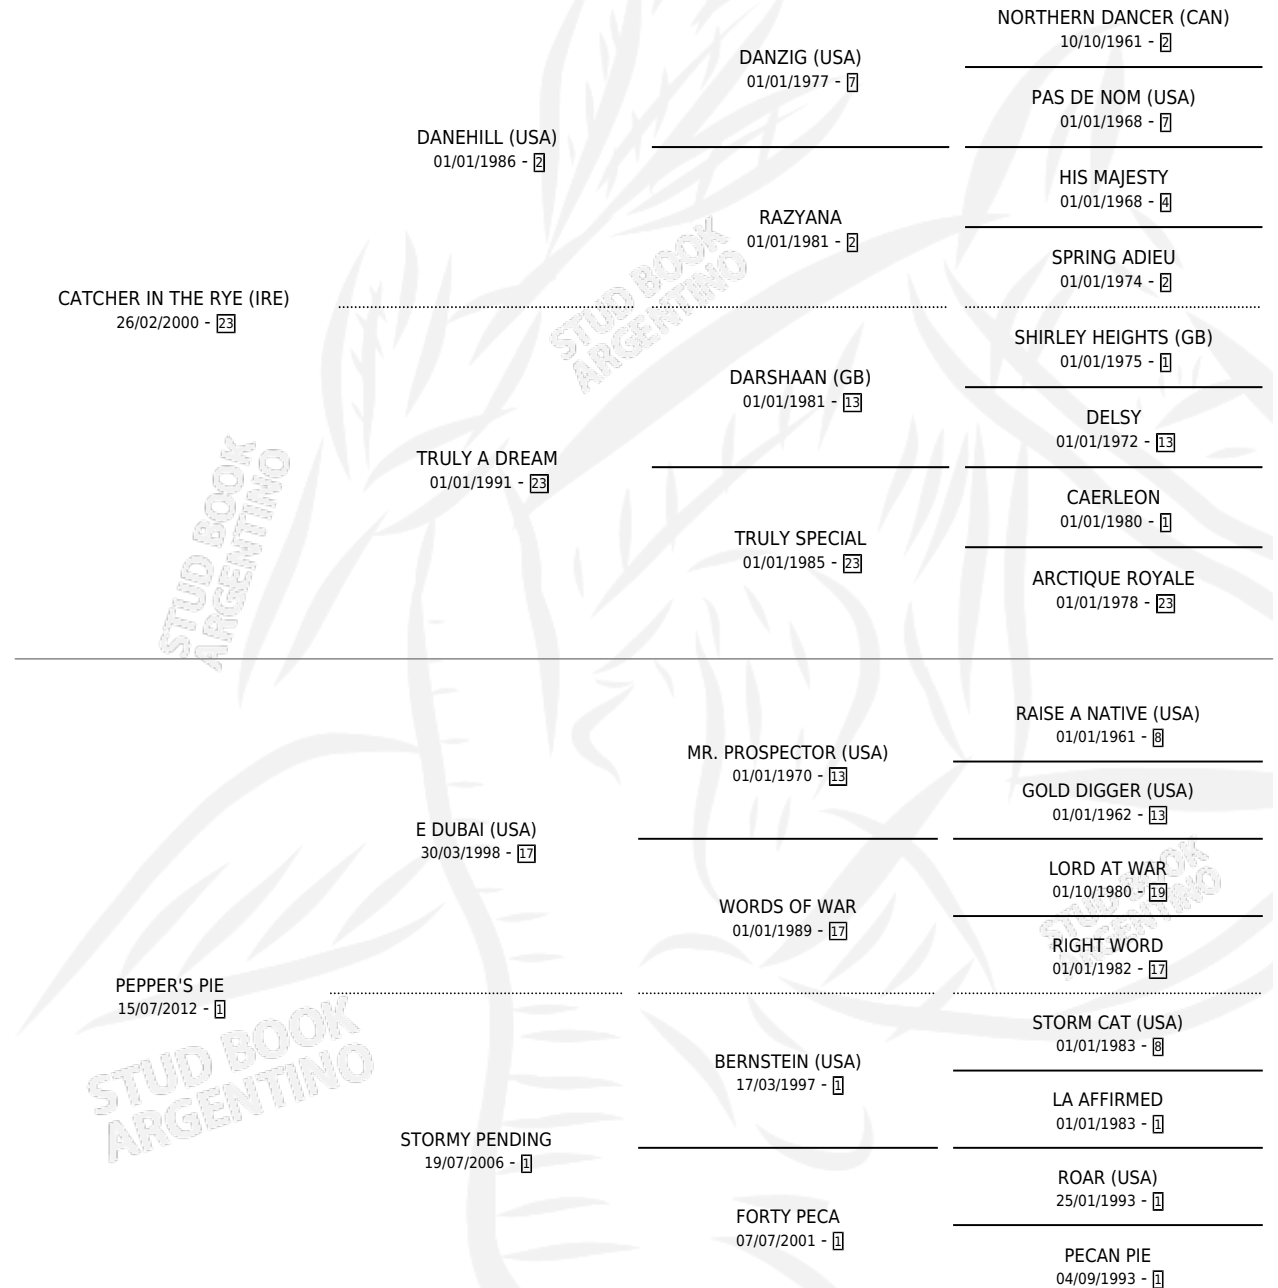 NORTHERN DANCER (CAN)
10/10/1961 - 2
DANZIG (USA)
01/01/1977 - 7
PAS DE NOM (USA)
01/01/1968 - 7
DANEHILL (USA)
01/01/1986 - 2
HIS MAJESTY
01/01/1968 - 4
RAZYANA
01/01/1981 - 2
SPRING ADIEU
01/01/1974 - 2
CATCHER IN THE RYE (IRE)
26/02/2000 - 23
SHIRLEY HEIGHTS (GB)
01/01/1975 - 1
DARSHAAN (GB)
01/01/1981 - 13
DELSY
01/01/1972 - 13
TRULY A DREAM
01/01/1991 - 23
CAERLEON
01/01/1980 - 1
TRULY SPECIAL
01/01/1985 - 23
ARCTIQUE ROYALE
01/01/1978 - 23
RAISE A NATIVE (USA)
01/01/1961 - 8
MR. PROSPECTOR (USA)
01/01/1970 - 13
GOLD DIGGER (USA)
01/01/1962 - 13
E DUBAI (USA)
30/03/1998 - 17
LORD AT WAR
01/10/1980 - 19
WORDS OF WAR
01/01/1989 - 17
RIGHT WORD
01/01/1982 - 17
PEPPER'S PIE
15/07/2012 - 1
STORM CAT (USA)
01/01/1983 - 8
BERNSTEIN (USA)
17/03/1997 - 1
LA AFFIRMED
01/01/1983 - 1
STORMY PENDING
19/07/2006 - 1
ROAR (USA)
25/01/1993 - 1
FORTY PECA
07/07/2001 - 1
PECAN PIE
04/09/1993 - 1
STUD BOOK
ARGENTINO
STUD BOOK
ARGENTINO
STUD BOOK
ARGENTINO
STUD BOOK
ARGENTINO